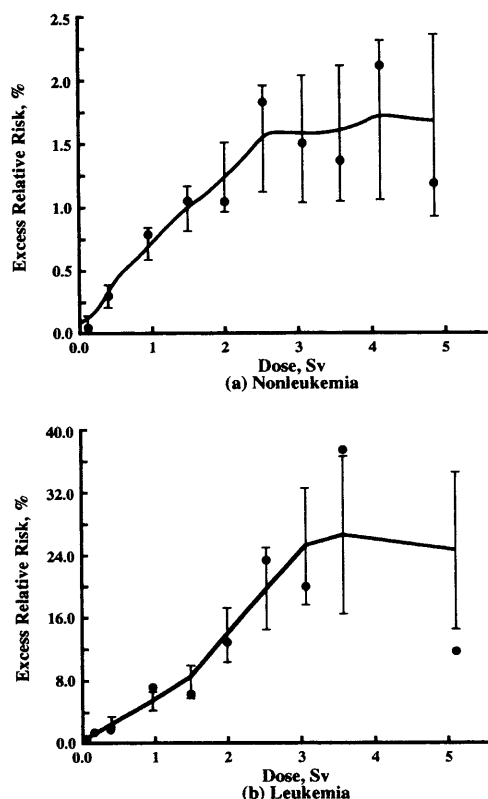 2.5
2.0
1.5
1.0
0.5
0.0
Excess Relative Risk, %
0.0 1 2 3 4 5
Dose, Sv
(a) Nonleukemia
40.0
32.0
24.0
16.0
8.0
0.0
Excess Relative Risk, %
0.0 1 2 3 4 5
Dose, Sv
(b) Leukemia